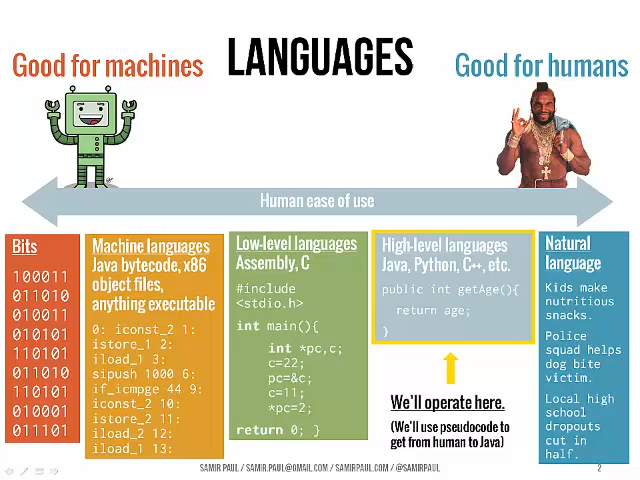 LANGUAGES
Good for machines
Good for humans
Human ease of use
Bits
100011
011010
010011
010101
110101
011010
110101
010001
011101
Machine languages
Java bytecode, x86
object files,
anything executable
0: iconst_2 1:
istore_1 2:
iload_1 3:
sipush 1000 6:
if_icmpge 44 9:
iconst_2 10:
istore_2 11:
iload_2 12:
iload_1 13:
Low-level languages
Assembly, C
#include
<stdio.h>
int main(){
int *pc,c;
c=22;
pc=&c;
c=11;
*pc=2;
return 0; }
High-level languages
Java, Python, C++, etc.
public int getAge(){
return age;
}
We'll operate here.
(We'll use pseudocode to
get from human to Java)
Natural
language
Kids make
nutritious
snacks.
Police
squad helps
dog bite
victim.
Local high
school
dropouts
cut in
half.
SAMIR PAUL / SAMIR.PAUL@GMAIL.COM / SAMIRPAUL.COM / @SAMIRPAUL
2